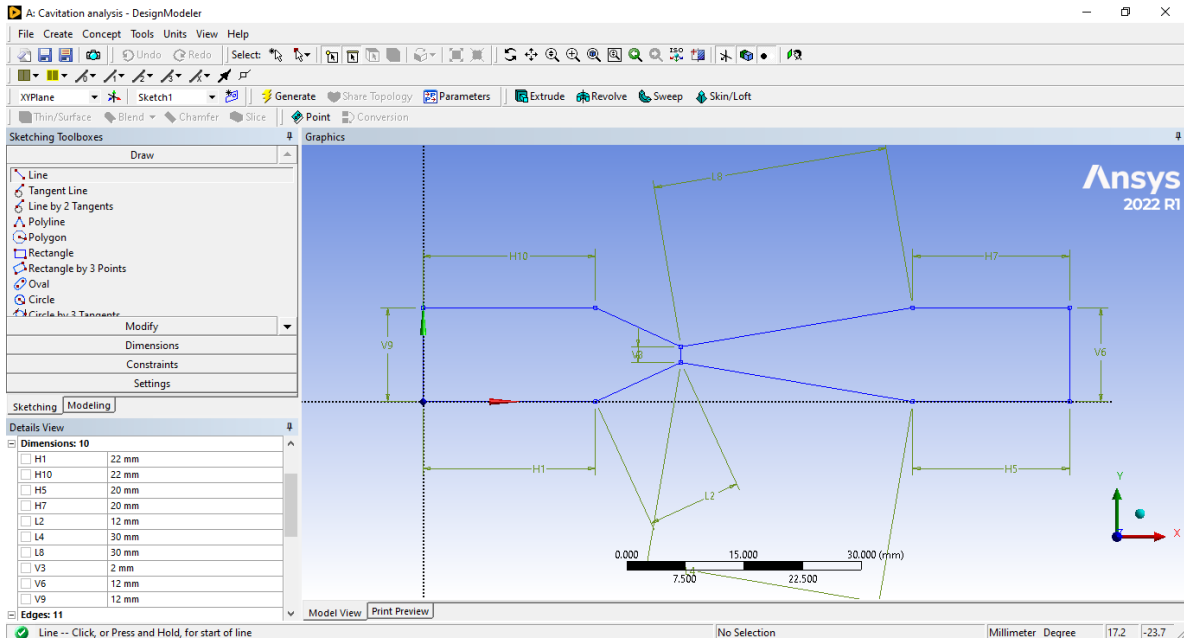 A: Cavitation analysis - DesignModeler
File Create Concept Tools Units View Help
Undo Redo Select: ISO
XYPlane Sketch1 Generate Share Topology Parameters Extrude Revolve Sweep Skin/Loft
Thin/Surface Blend Chamfer Slice Point Conversion
Sketching Toolboxes
Draw
Line
Tangent Line
Line by 2 Tangents
Polyline
Polygon
Rectangle
Rectangle by 3 Points
Oval
Circle
Circle by 3 Tangents
Modify
Dimensions
Constraints
Settings
Sketching Modeling
Details View
Dimensions: 10
H1 22 mm
H10 22 mm
H5 20 mm
H7 20 mm
L2 12 mm
L4 30 mm
L8 30 mm
V3 2 mm
V6 12 mm
V9 12 mm
Edges: 11
Graphics
Ansys
2022 R1
L8
H10
H7
V9
V6
H1
H5
L2
L4
Y
X
0.000 15.000 30.000 (mm)
7.500 22.500
Model View Print Preview
Line -- Click, or Press and Hold, for start of line No Selection Millimeter Degree 17.2 -23.7